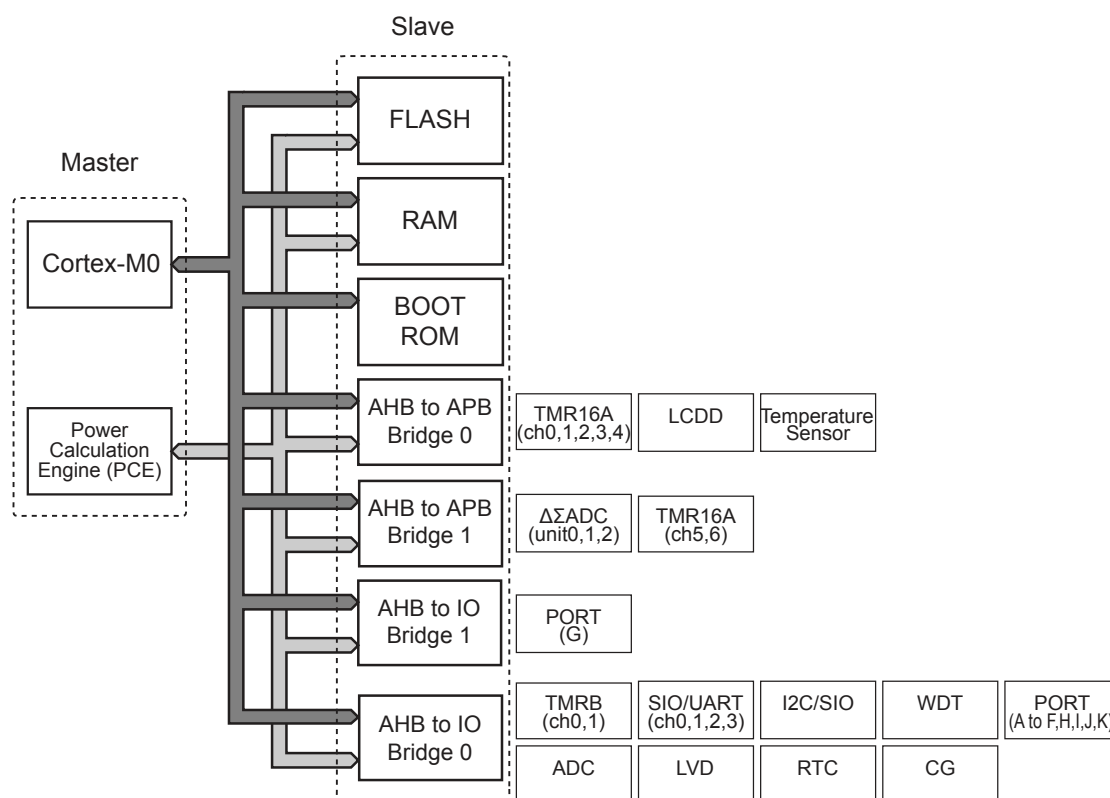 Slave
Master
FLASH
RAM
Cortex-M0
BOOT
ROM
Power
Calculation
Engine (PCE)
AHB to APB
Bridge 0
TMR16A
(ch0,1,2,3,4)
LCDD
Temperature
Sensor
AHB to APB
Bridge 1
ΔΣADC
(unit0,1,2)
TMR16A
(ch5,6)
AHB to IO
Bridge 1
PORT
(G)
AHB to IO
Bridge 0
TMRB
(ch0,1)
SIO/UART
(ch0,1,2,3)
I2C/SIO
WDT
PORT
(A to F,H,I,J,K)
ADC
LVD
RTC
CG